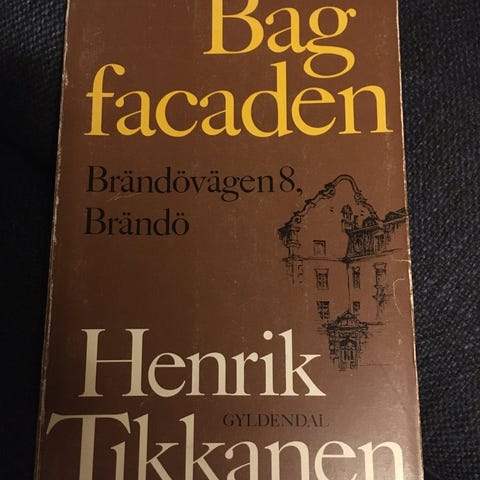 Bag
facaden
Brändövägen 8,
Brändö
Henrik
GYLDENDAL
Tikkanen